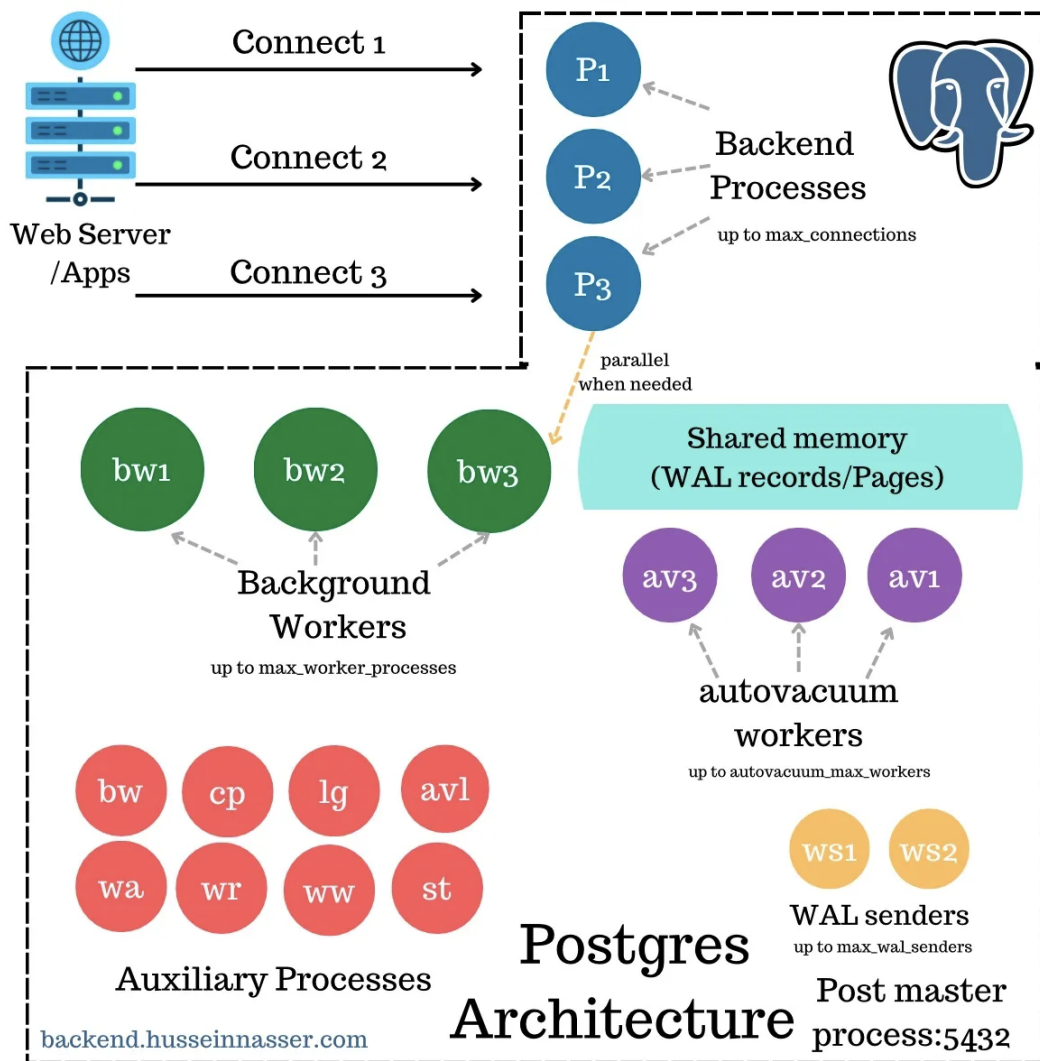 Connect 1
Connect 2
Connect 3
Web Server
/Apps
P1
P2
P3
Backend
Processes
up to max_connections
parallel
when needed
bw1
bw2
bw3
Background
Workers
up to max_worker_processes
Shared memory
(WAL records/Pages)
av3
av2
av1
autovacuum
workers
up to autovacuum_max_workers
bw
cp
lg
avl
wa
wr
ww
st
Auxiliary Processes
ws1
ws2
WAL senders
up to max_wal_senders
Postgres
Architecture
Post master
process:5432
backend.husseinnasser.com